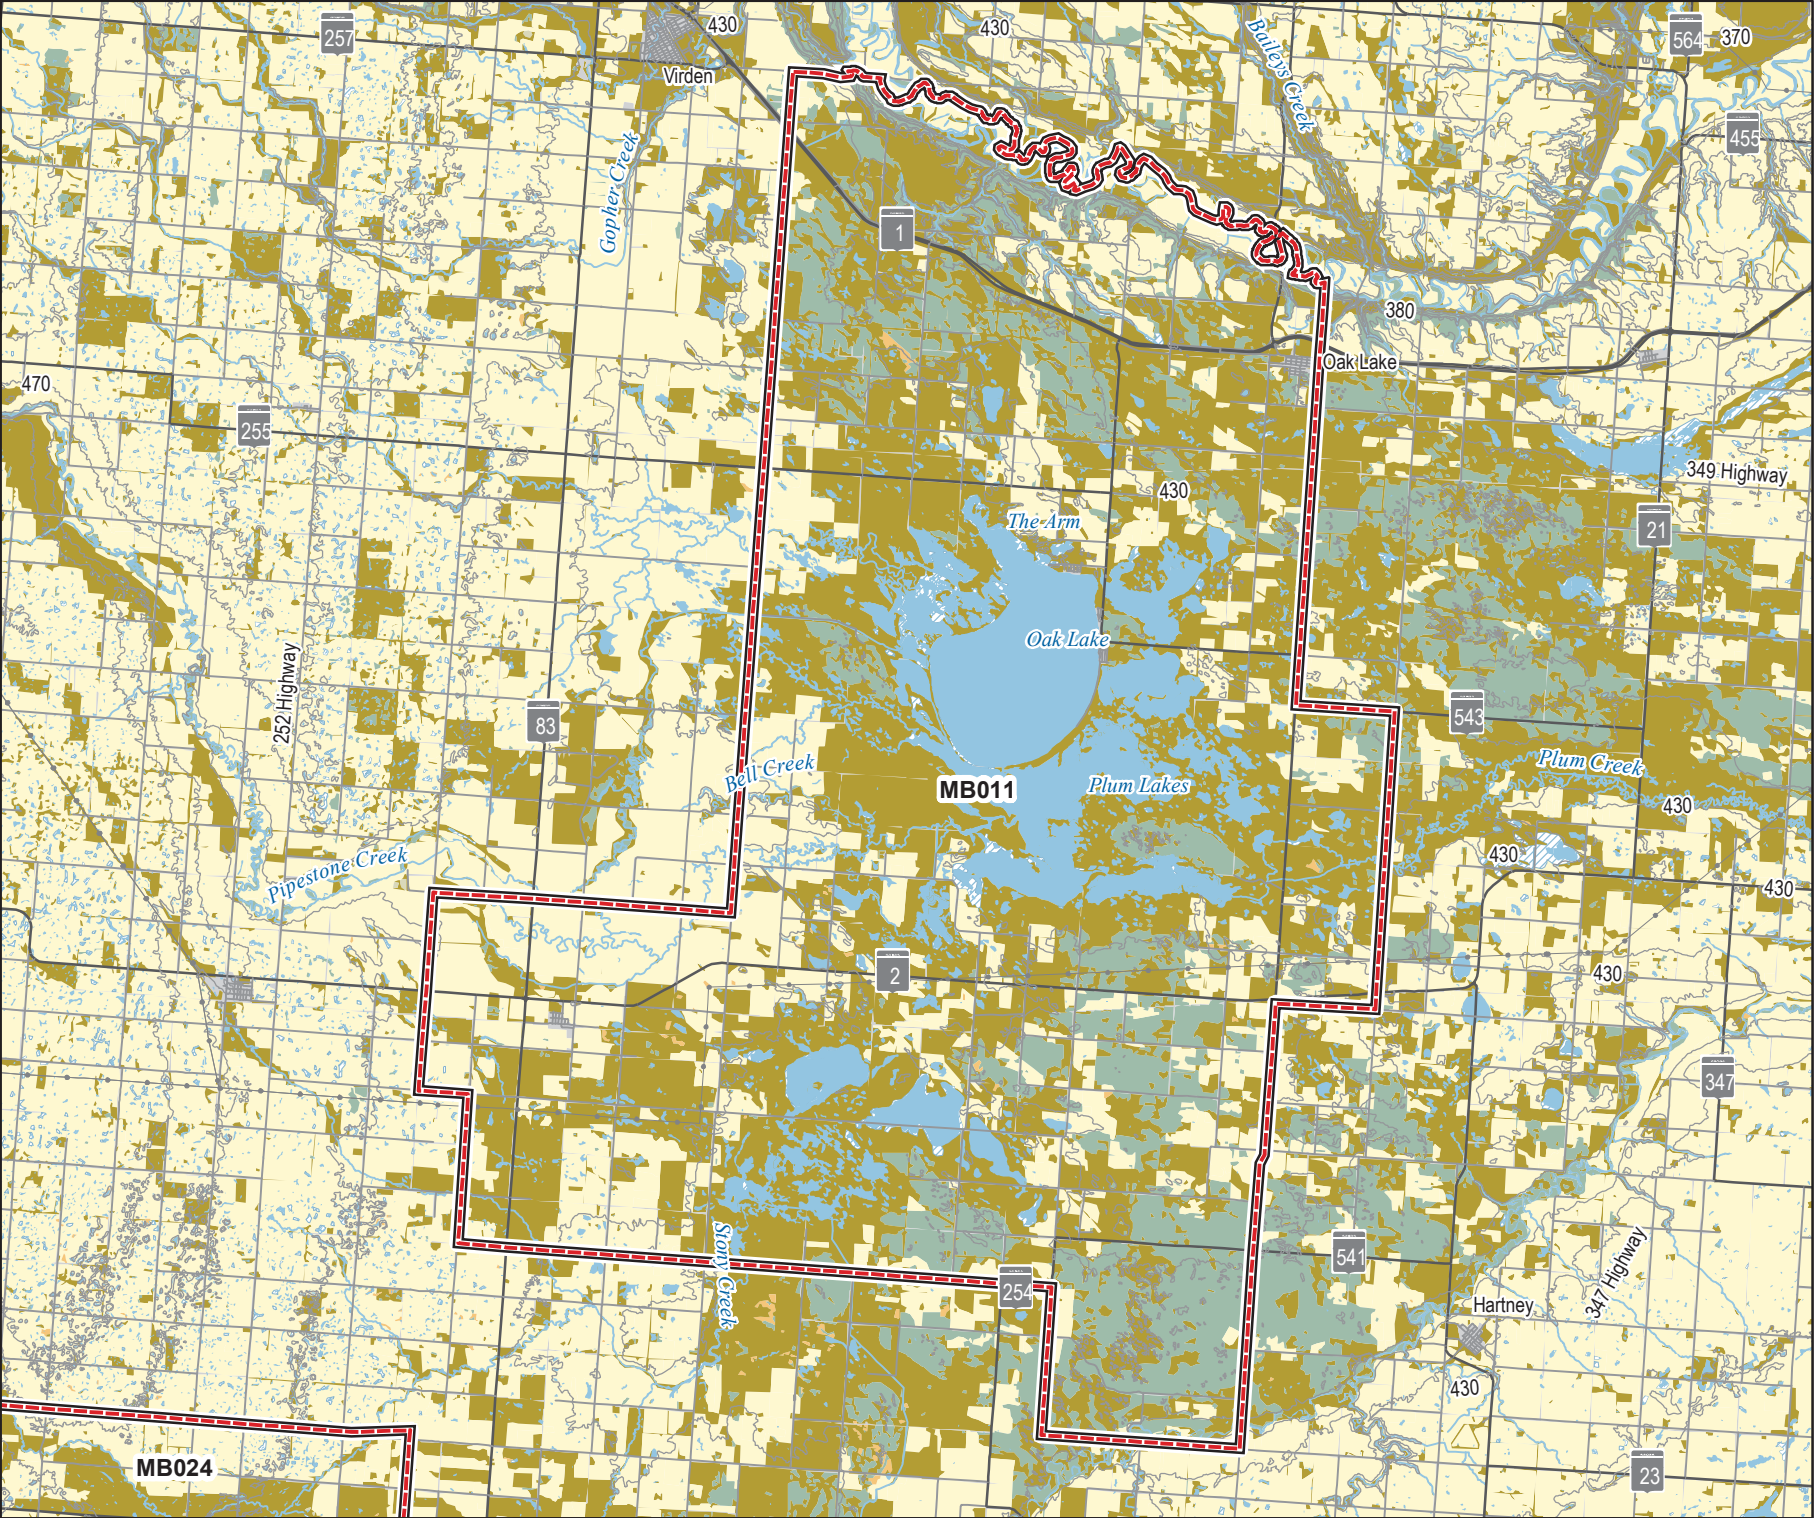 430
430
564
370
257
Baileys Creek
Virden
455
Gopher Creek
1
380
Oak Lake
470
255
349 Highway
430
The Arm
21
Oak Lake
252 Highway
83
543
Plum Creek
Bell Creek
MB011
Plum Lakes
430
430
Pipestone Creek
430
2
430
347
Stony Creek
541
254
347 Highway
Hartney
430
MB024
23